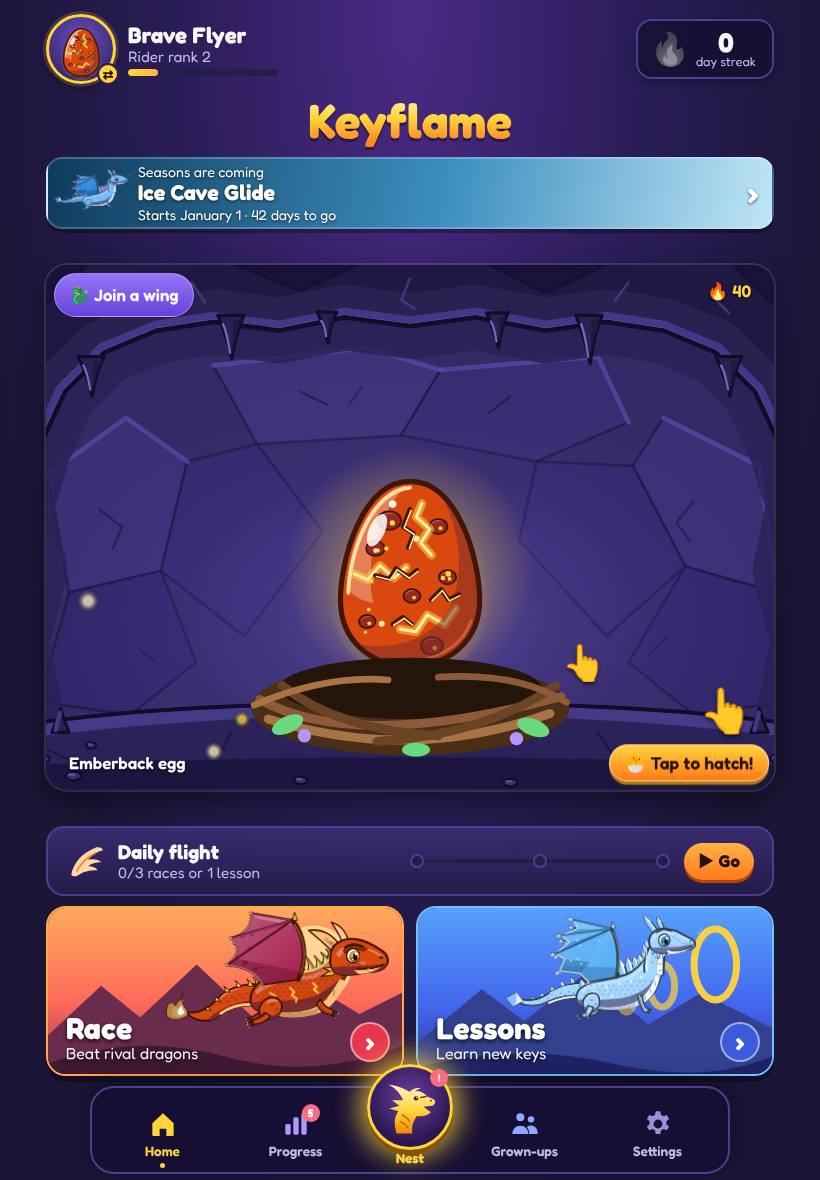 Brave Flyer
Rider rank 2
0
day streak
Keyflame
Seasons are coming
Ice Cave Glide
Starts January 1 · 42 days to go
Join a wing
40
Emberback egg
Tap to hatch!
Daily flight
0/3 races or 1 lesson
Go
Race
Beat rival dragons
Lessons
Learn new keys
!
5
Home
Progress
Nest
Grown-ups
Settings